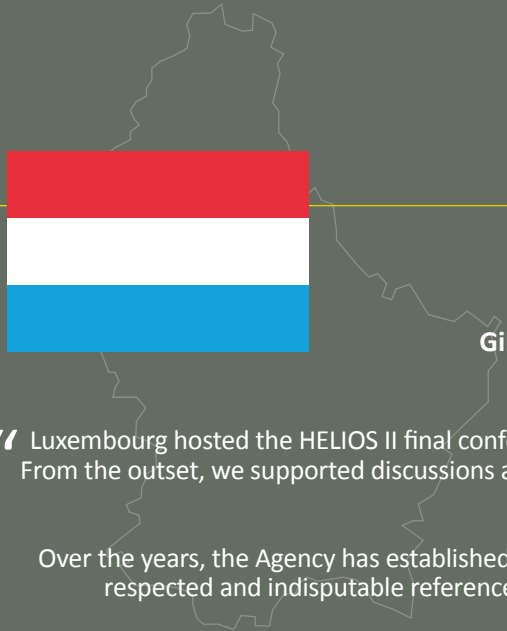 Gi
“ Luxembourg hosted the HELIOS II final conf
From the outset, we supported discussions a
Over the years, the Agency has established
respected and indisputable reference